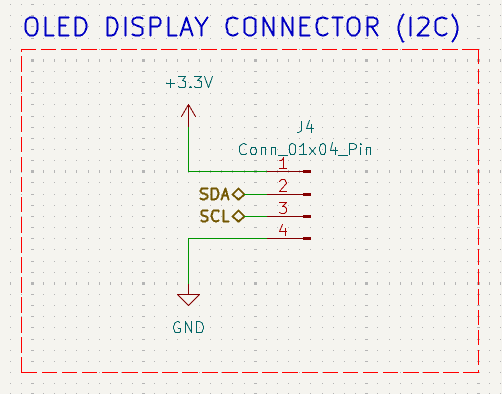 OLED DISPLAY CONNECTOR (I2C)
+3.3V
J4
Conn_01x04_Pin
1
SDA 2
SCL 3
4
GND